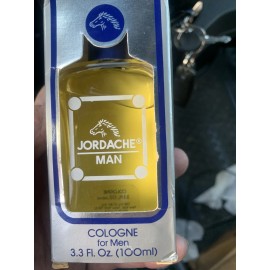 JORDACHE®
MAN
COLOGNE
for Men
3.3 Fl. Oz. (100ml)